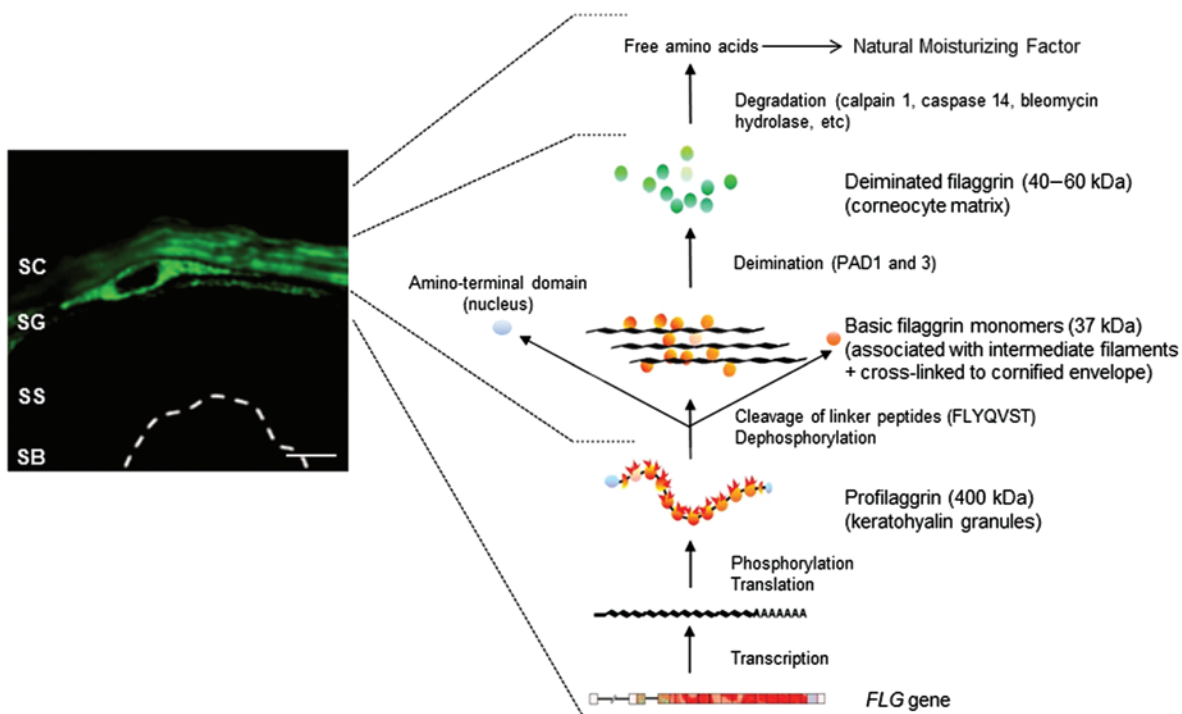 Free amino acids
Natural Moisturizing Factor
Degradation (calpain 1, caspase 14, bleomycin
hydrolase, etc)
Deiminated filaggrin (40–60 kDa)
(corneocyte matrix)
SC
Deimination (PAD1 and 3)
Amino-terminal domain
(nucleus)
SG
Basic filaggrin monomers (37 kDa)
(associated with intermediate filaments
+ cross-linked to cornified envelope)
SS
Cleavage of linker peptides (FLYQVST)
Dephosphorylation
SB
Profilaggrin (400 kDa)
(keratohyalin granules)
Phosphorylation
Translation
AAAAAAA
Transcription
FLG gene